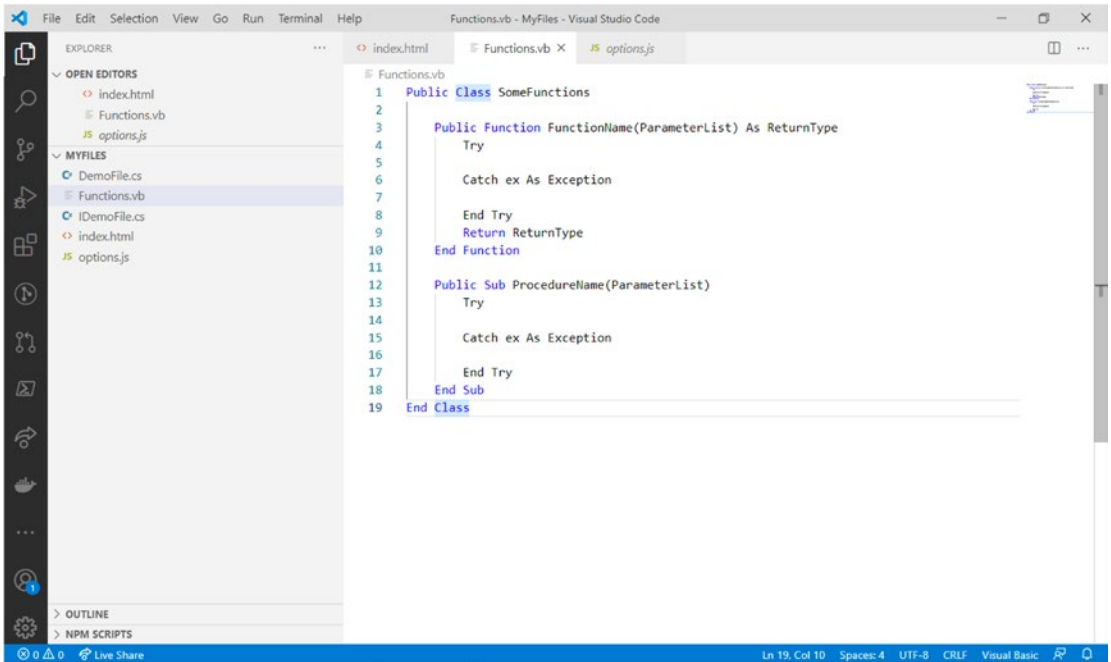 File Edit Selection View Go Run Terminal Help Functions.vb - MyFiles - Visual Studio Code
EXPLORER
OPEN EDITORS
index.html
Functions.vb
JS options.js
MYFILES
C# DemoFile.cs
Functions.vb
C# IDemoFile.cs
index.html
JS options.js
OUTLINE
NPM SCRIPTS
index.html Functions.vb JS options.js
Functions.vb
1 Public Class SomeFunctions
2
3 Public Function FunctionName(ParameterList) As ReturnType
4 Try
5
6 Catch ex As Exception
7
8 End Try
9 Return ReturnType
10 End Function
11
12 Public Sub ProcedureName(ParameterList)
13 Try
14
15 Catch ex As Exception
16
17 End Try
18 End Sub
19 End Class
1
0 0 Live Share Ln 19, Col 10 Spaces: 4 UTF-8 CRLF Visual Basic